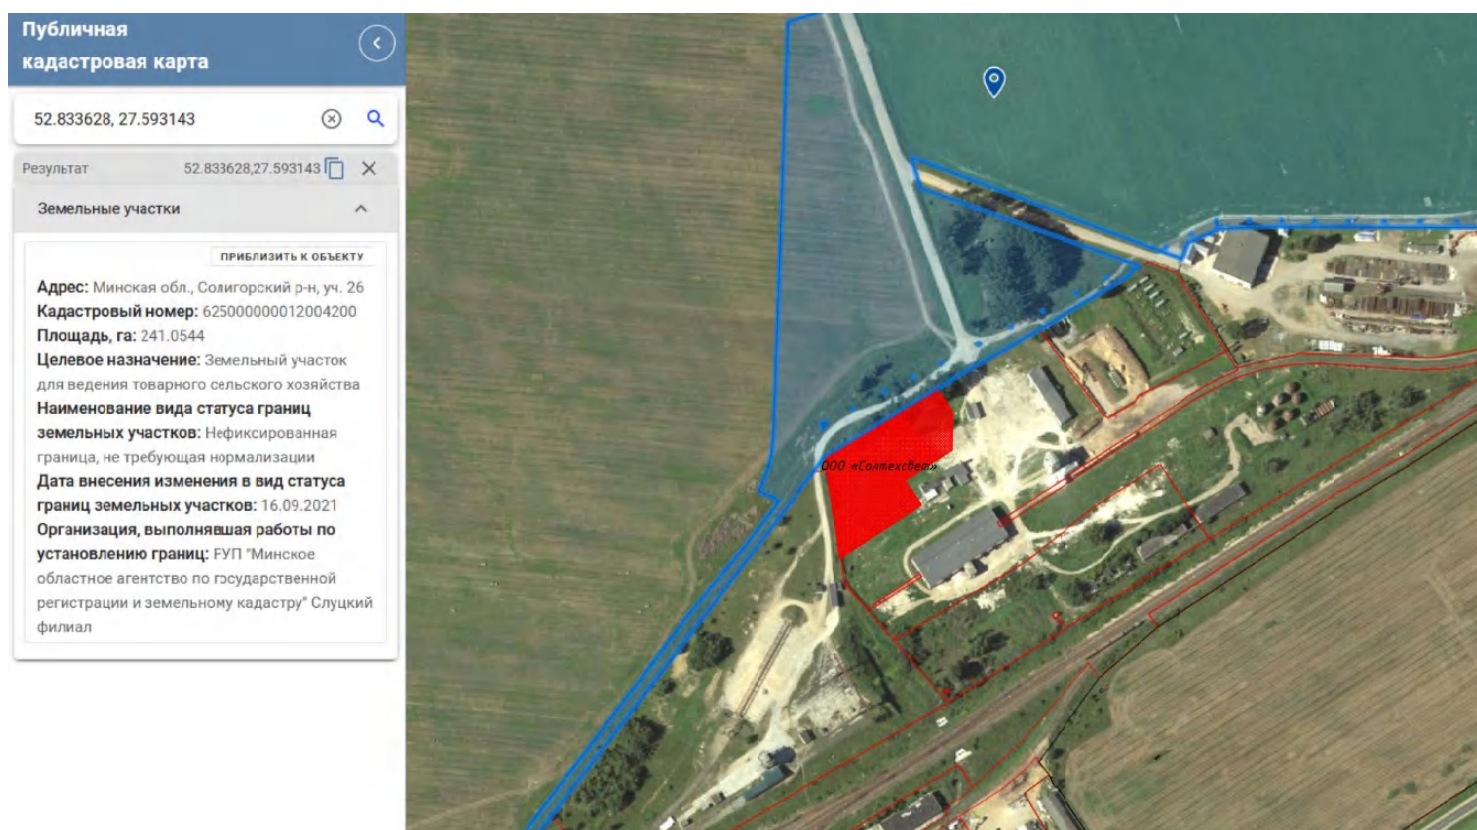 Публичная
кадастровая карта
52.833628, 27.593143
Результат 52.833628,27.593143
Земельные участки
ПРИБЛИЗИТЬ К ОБЪЕКТУ
Адрес: Минская обл., Солигорский р-н, уч. 26
Кадастровый номер: 625000000012004200
Площадь, га: 241.0544
Целевое назначение: Земельный участок
для ведения товарного сельского хозяйства
Наименование вида статуса границ
земельных участков: Нефиксированная
граница, не требующая нормализации
Дата внесения изменения в вид статуса
границ земельных участков: 16.09.2021
Организация, выполнявшая работы по
установлению границ: РУП "Минское
областное агентство по государственной
регистрации и земельному кадастру" Слуцкий
филиал
ООО «Солтехсвет»